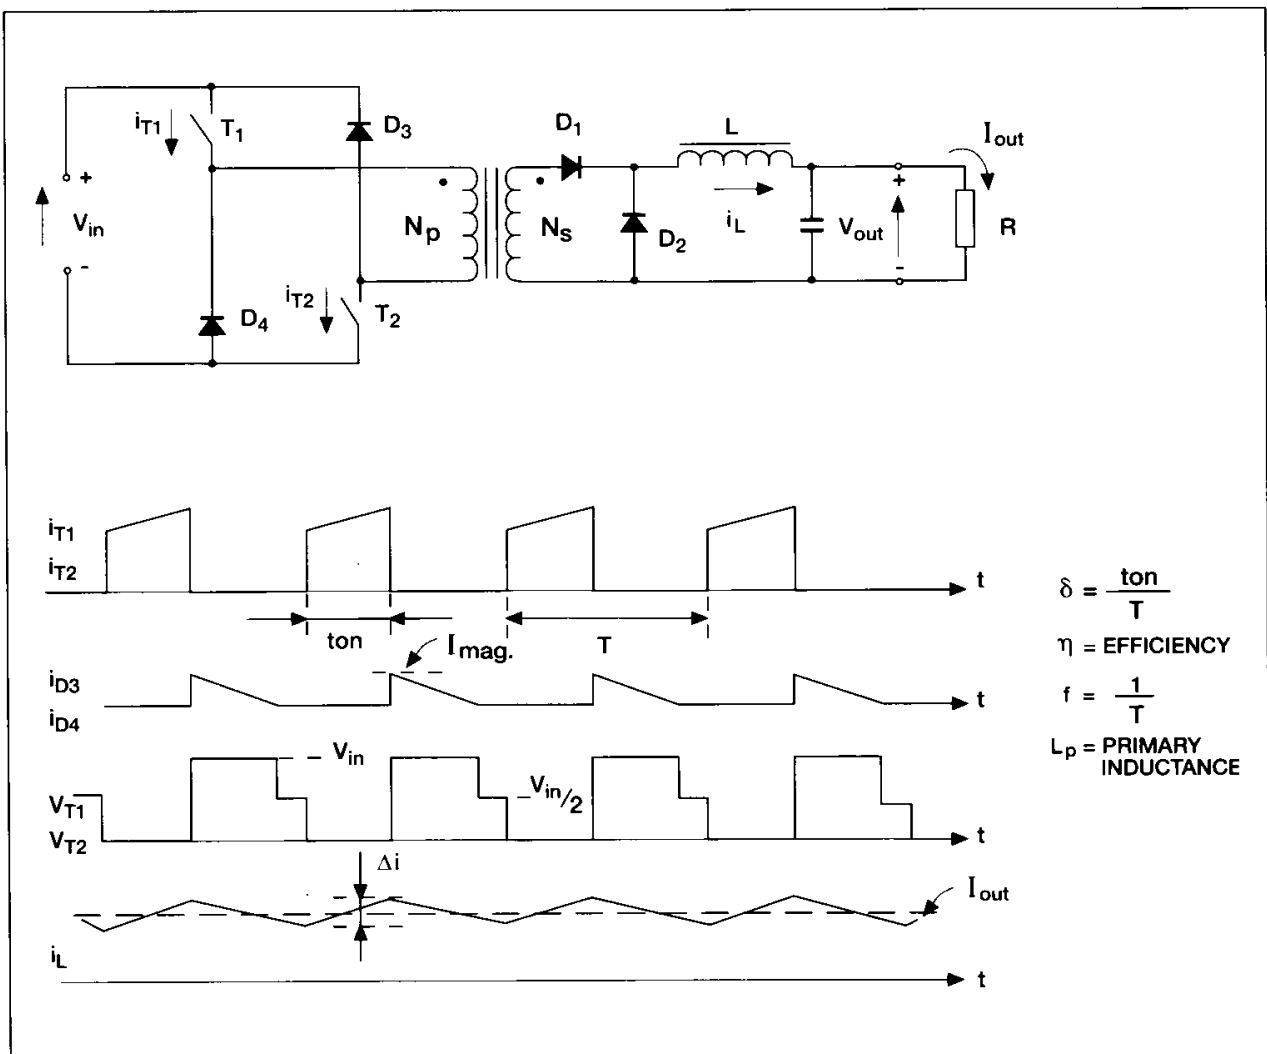 iT1
T1
D3
D1
L
Iout
+
Vin
-
Np
Ns
D2
iL
Vout
+
-
R
iT2
T2
D4
iT1
iT2
t
ton
T
Imag.
δ = ton/T
η = EFFICIENCY
iD3
iD4
t
f = 1/T
Lp = PRIMARY
INDUCTANCE
Vin
Vin/2
VT1
VT2
t
Δi
Iout
iL
t